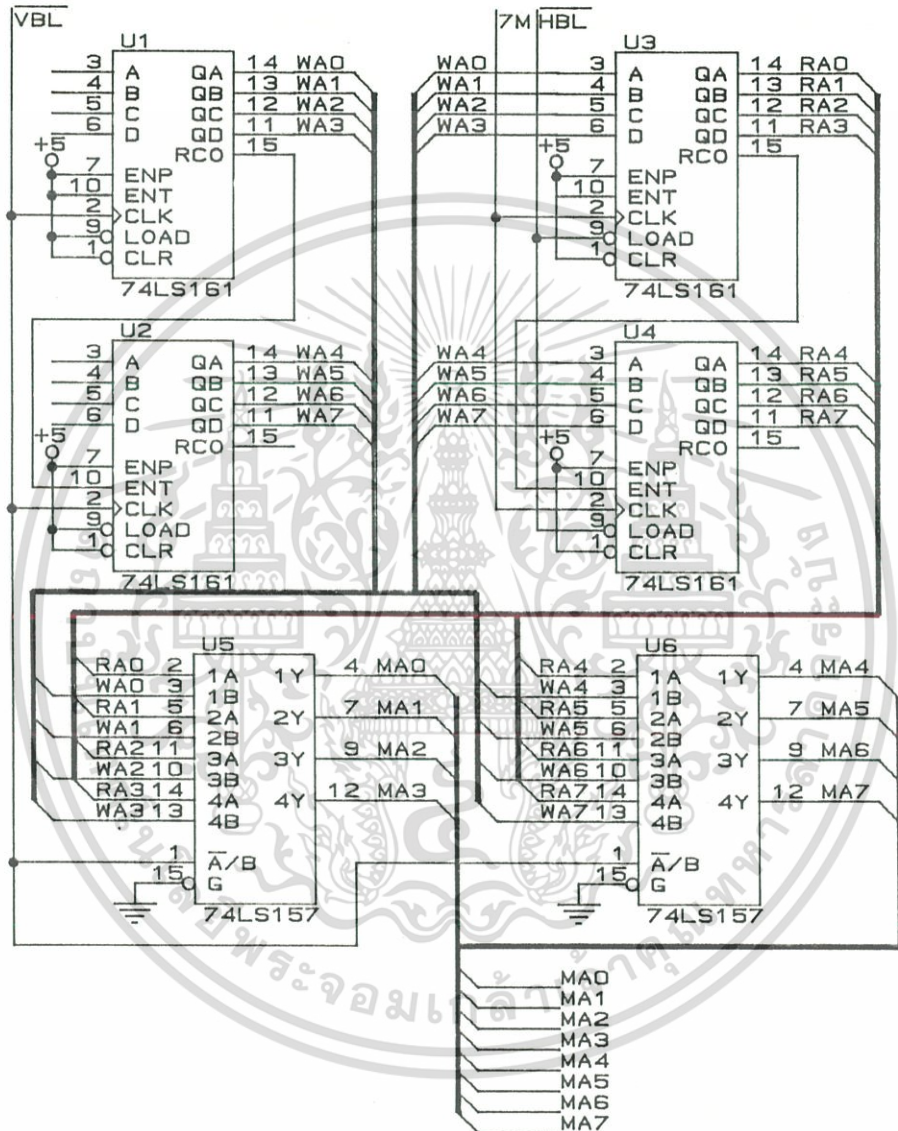 VBL
7M HBL
U1
3 A QA 14 WA0
4 B QB 13 WA1
5 C QC 12 WA2
6 D QD 11 WA3
RCO 15
+5
7 ENP
10 ENT
2 CLK
9 LOAD
1 CLR
74LS161
U3
WA0 3 A QA 14 RA0
WA1 4 B QB 13 RA1
WA2 5 C QC 12 RA2
WA3 6 D QD 11 RA3
RCO 15
+5
7 ENP
10 ENT
2 CLK
9 LOAD
1 CLR
74LS161
U2
3 A QA 14 WA4
4 B QB 13 WA5
5 C QC 12 WA6
6 D QD 11 WA7
RCO 15
+5
7 ENP
10 ENT
2 CLK
9 LOAD
1 CLR
74LS161
U4
WA4 3 A QA 14 RA4
WA5 4 B QB 13 RA5
WA6 5 C QC 12 RA6
WA7 6 D QD 11 RA7
RCO 15
+5
7 ENP
10 ENT
2 CLK
9 LOAD
1 CLR
74LS161
U5
RA0 2 1A 1Y 4 MA0
WA0 3 1B
RA1 5 2A 2Y 7 MA1
WA1 6 2B
RA2 11 3A 3Y 9 MA2
WA2 10 3B
RA3 14 4A 4Y 12 MA3
WA3 13 4B
1 A/B
15 G
74LS157
U6
RA4 2 1A 1Y 4 MA4
WA4 3 1B
RA5 5 2A 2Y 7 MA5
WA5 6 2B
RA6 11 3A 3Y 9 MA6
WA6 10 3B
RA7 14 4A 4Y 12 MA7
WA7 13 4B
1 A/B
15 G
74LS157
MA0
MA1
MA2
MA3
MA4
MA5
MA6
MA7